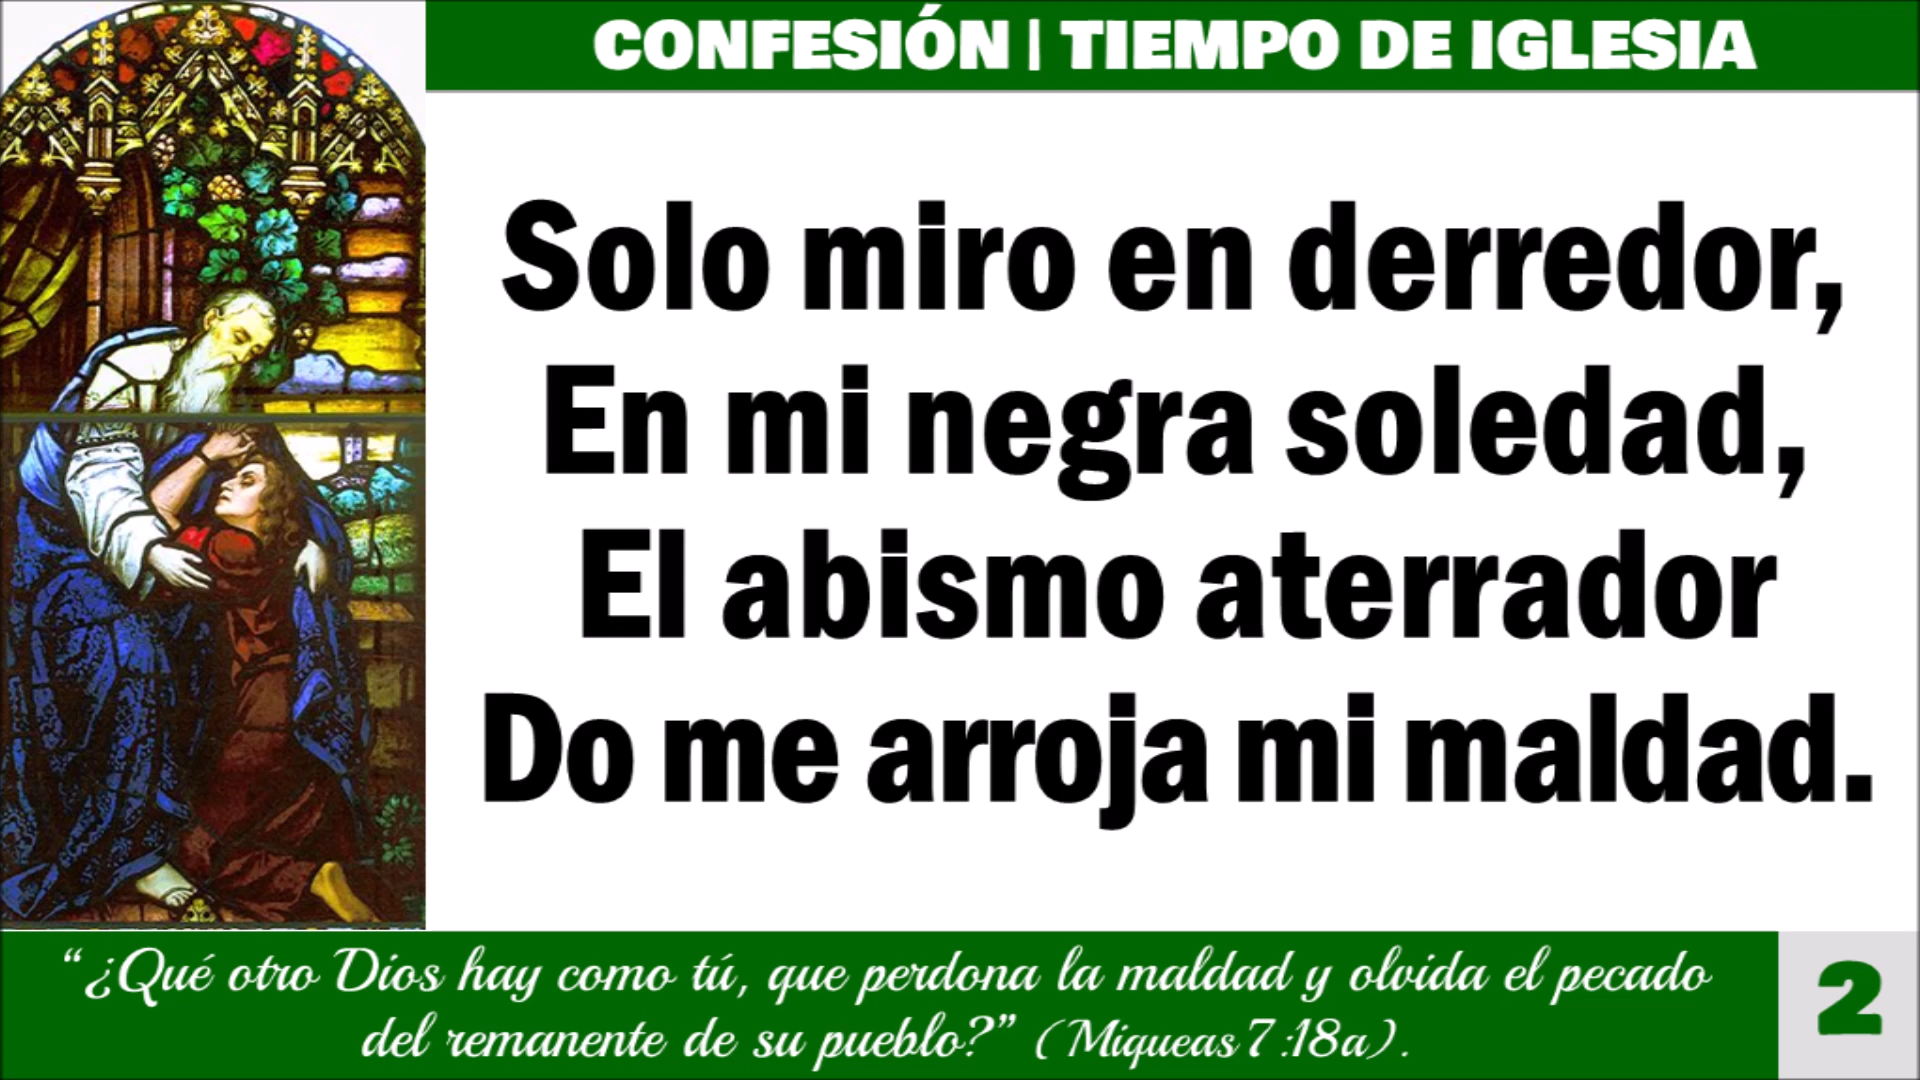 CONFESIÓN | TIEMPO DE IGLESIA
Solo miro en derredor,
En mi negra soledad,
El abismo aterrador
Do me arroja mi maldad.
“¿Qué otro Dios hay como tú, que perdona la maldad y olvida el pecado
del remanente de su pueblo?” (Miqueas 7:18a).
2